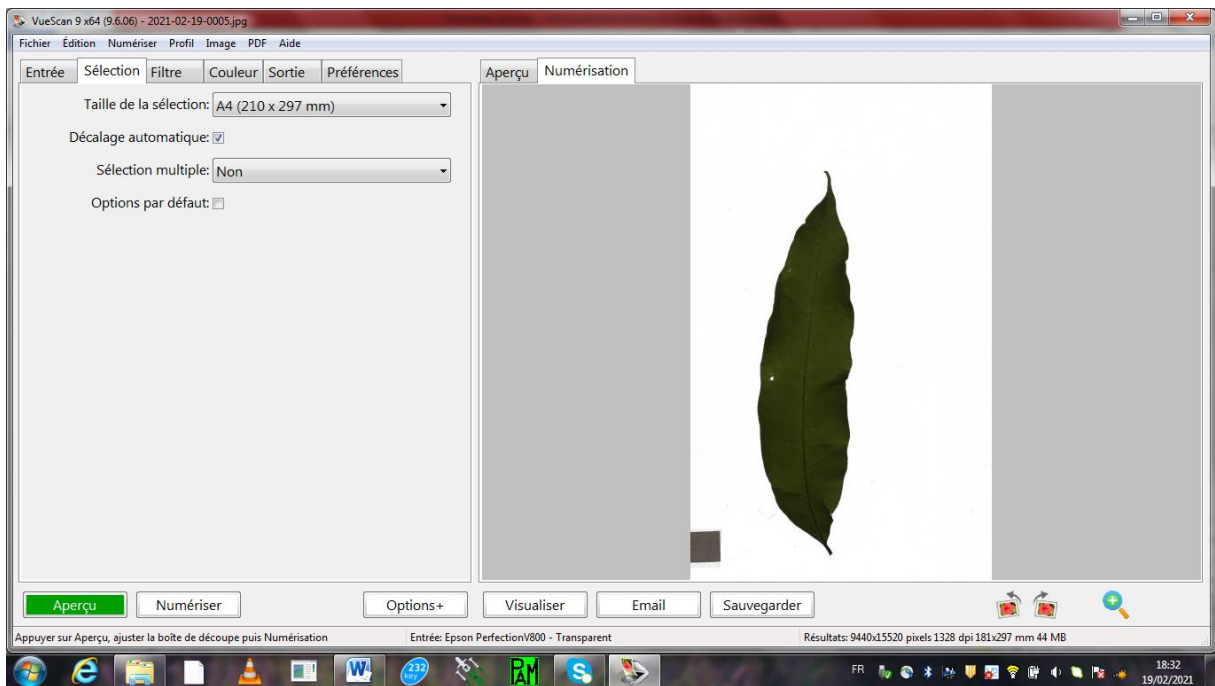 VueScan 9 x64 (9.6.06) - 2021-02-19-0005.jpg
Fichier Édition Numériser Profil Image PDF Aide
Entrée Sélection Filtre Couleur Sortie Préférences
Aperçu Numérisation
Taille de la sélection: A4 (210 x 297 mm)
Décalage automatique:
Sélection multiple: Non
Options par défaut:
Aperçu Numériser Options+ Visualiser Email Sauvegarder
Appuyer sur Aperçu, ajuster la boîte de découpe puis Numérisation Entrée: Epson PerfectionV800 - Transparent Résultats: 9440x15520 pixels 1328 dpi 181x297 mm 44 MB
232
key
PAM
FR
18:32
19/02/2021